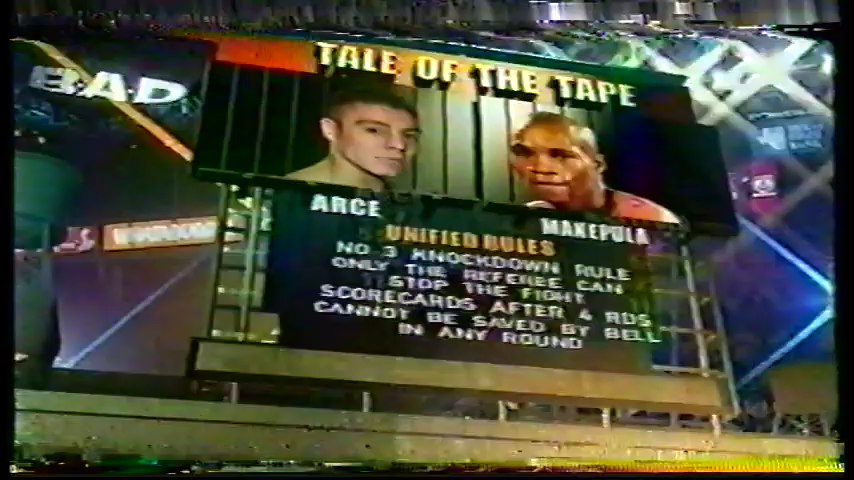 BAD
TALE OF THE TAPE
ARCE
MAKEPULA
UNIFIED RULES
NO 3 KNOCKDOWN RULE
ONLY THE REFEREE CAN
STOP THE FIGHT
SCORECARDS AFTER 4 RDS
CANNOT BE SAVED BY BELL
IN ANY ROUND